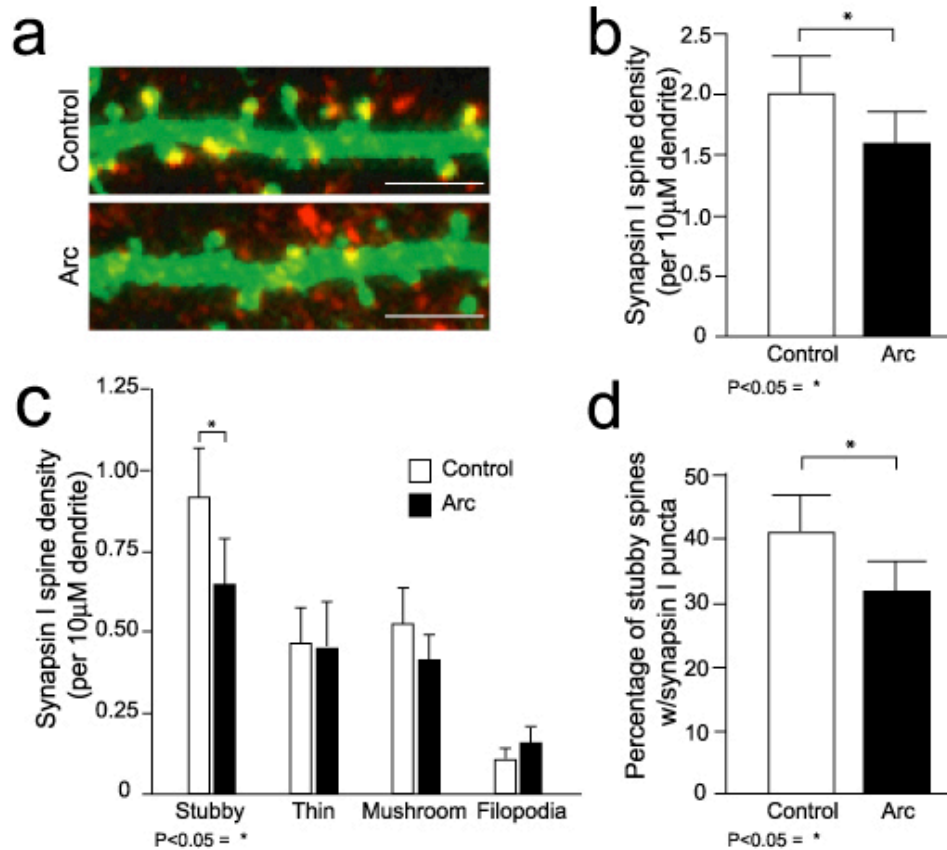 a
Control
Arc
b
Synapsin I spine density
(per 10µM dendrite)
2.5
2.0
1.5
1.0
0.5
0
*
Control
Arc
P<0.05 = *
c
Synapsin I spine density
(per 10µM dendrite)
1.25
1.00
0.75
0.50
0.25
0
*
Control
Arc
Stubby
Thin
Mushroom
Filopodia
P<0.05 = *
d
Percentage of stubby spines
w/synapsin I puncta
50
40
30
20
10
0
*
Control
Arc
P<0.05 = *